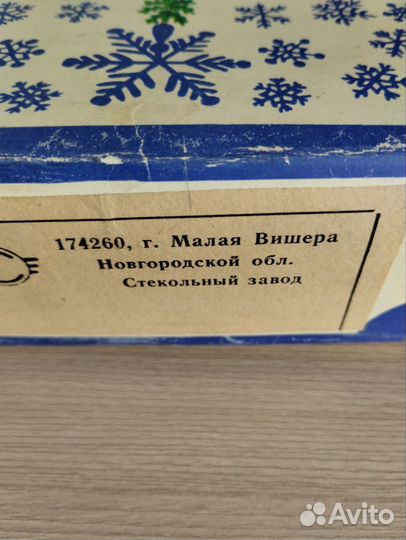 174260, г. Малая Вишера
Новгородской обл.
Стекольный завод
Avito